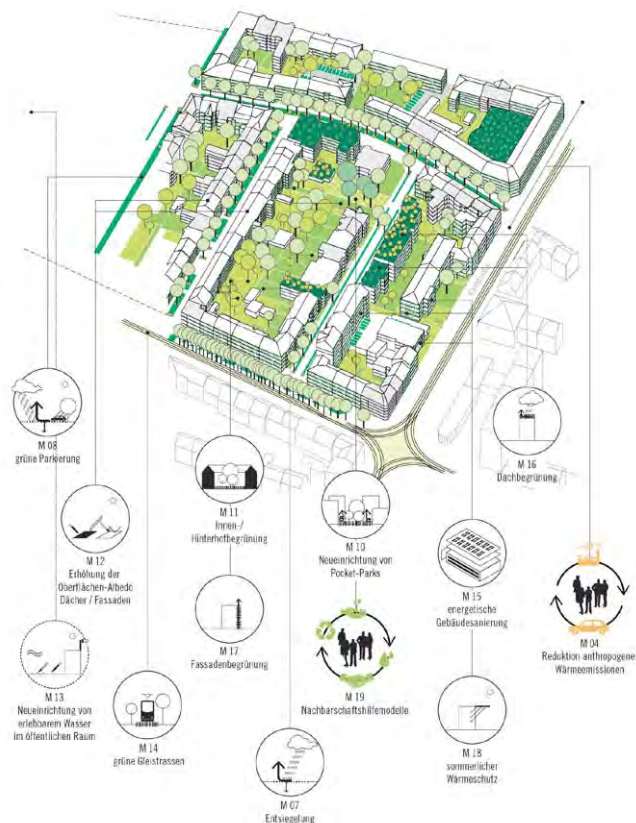 M 08
grüne Parkierung
M 16
Dachbegrünung
M 11
Innen-/
Hinterhofbegrünung
M 12
Erhöhung der
Oberflächen-Albedo
Dächer / Fassaden
M 10
Neueinrichtung von
Pocket-Parks
M 15
energetische
Gebäudesanierung
M 04
Reduktion anthropogene
Wärmeemissionen
M 17
Fassadenbegrünung
M 13
Neueinrichtung von
erlebbarem Wasser
im öffentlichen Raum
M 19
Nachbarschaftshilfemodelle
M 14
grüne Gleistrassen
M 18
sommerlicher
Wärmeschutz
M 07
Entsiegelung